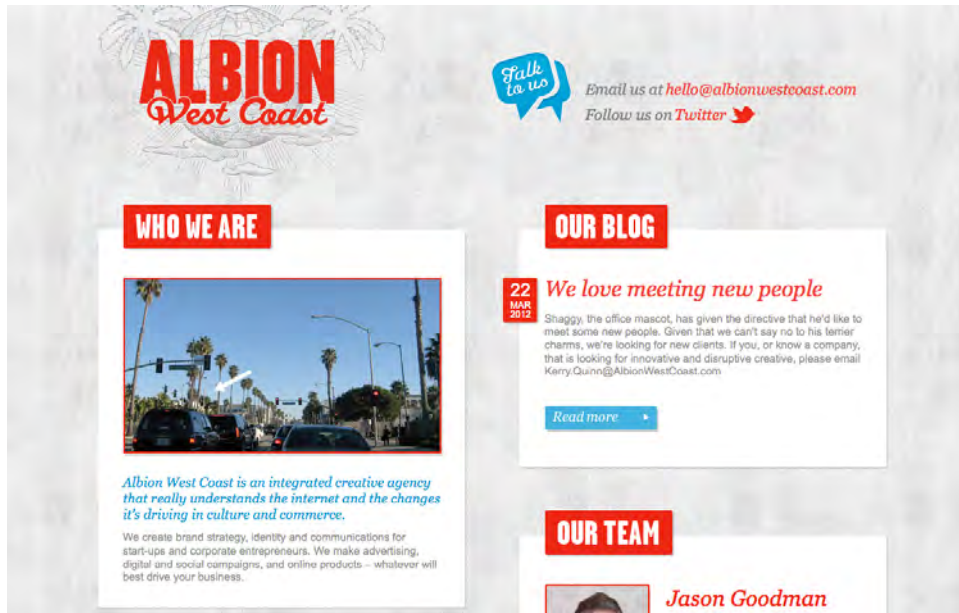 ALBION
West Coast
Talk
to us
Email us at hello@albionwestcoast.com
Follow us on Twitter
WHO WE ARE
Albion West Coast is an integrated creative agency
that really understands the internet and the changes
it's driving in culture and commerce.
We create brand strategy, identity and communications for
start-ups and corporate entrepreneurs. We make advertising,
digital and social campaigns, and online products – whatever will
best drive your business.
OUR BLOG
22
MAR
2012
We love meeting new people
Shaggy, the office mascot, has given the directive that he'd like to
meet some new people. Given that we can't say no to his terrier
charms, we're looking for new clients. If you, or know a company,
that is looking for innovative and disruptive creative, please email
Kerry.Quinn@AlbionWestCoast.com
Read more
OUR TEAM
Jason Goodman